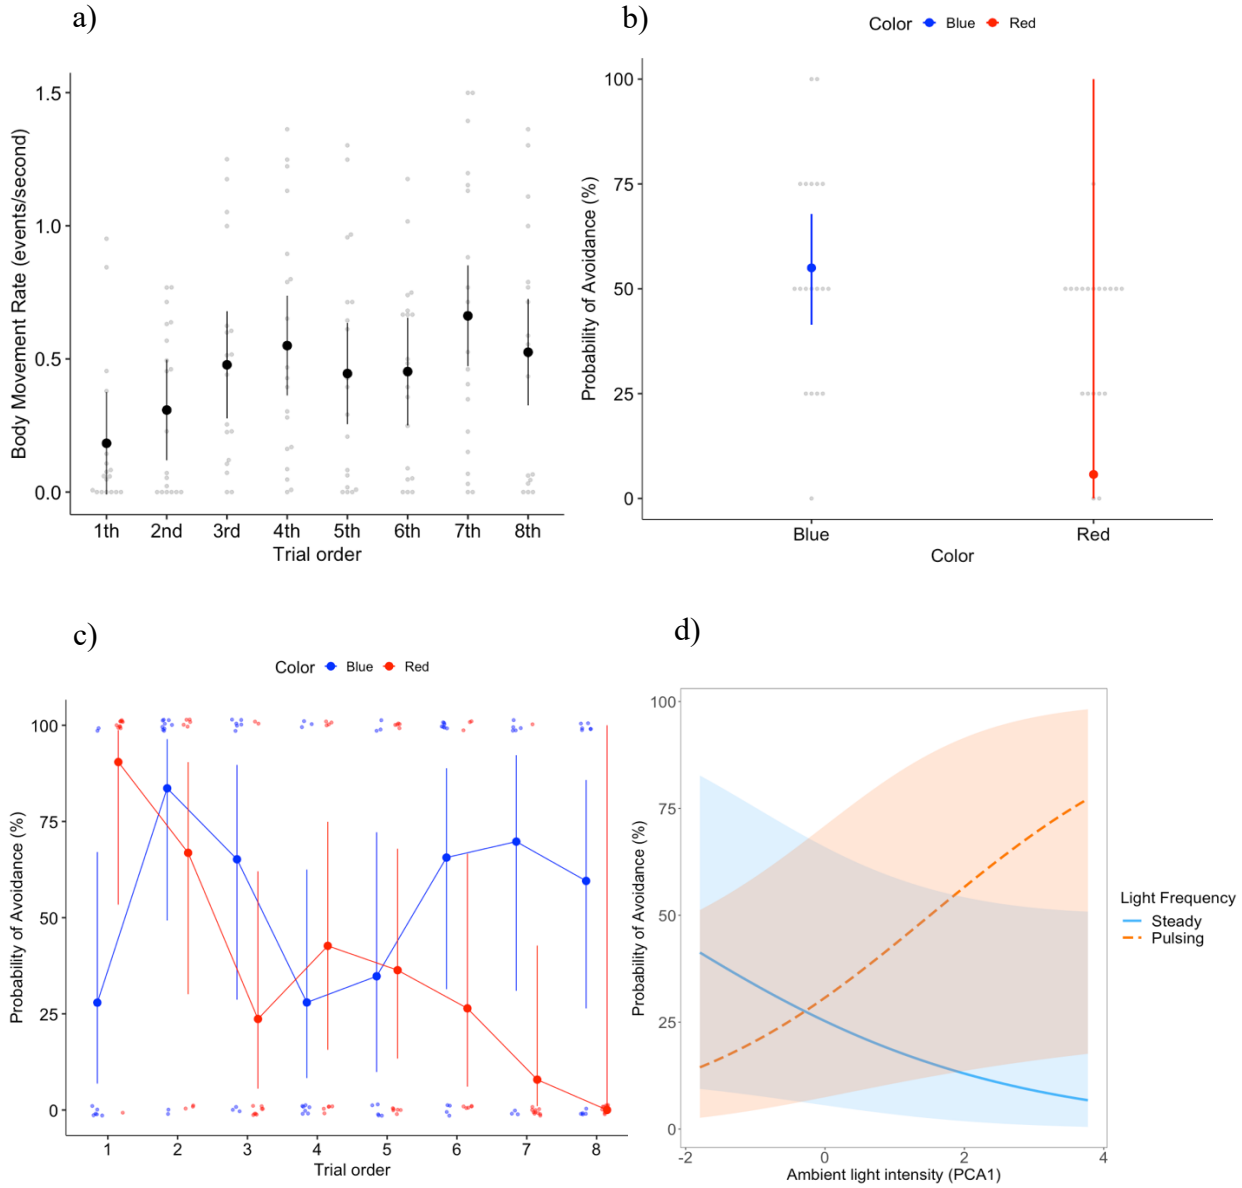 a)
Body Movement Rate (events/second)
1.5
1.0
0.5
0.0
1th 2nd 3rd 4th 5th 6th 7th 8th
Trial order
b)
Color Blue Red
Probability of Avoidance (%)
100
75
50
25
0
Blue Red
Color
c)
Color Blue Red
Probability of Avoidance (%)
100
75
50
25
0
1 2 3 4 5 6 7 8
Trial order
d)
Probability of Avoidance (%)
100
75
50
25
0
-2 0 2 4
Ambient light intensity (PCA1)
Light Frequency
Steady
Pulsing